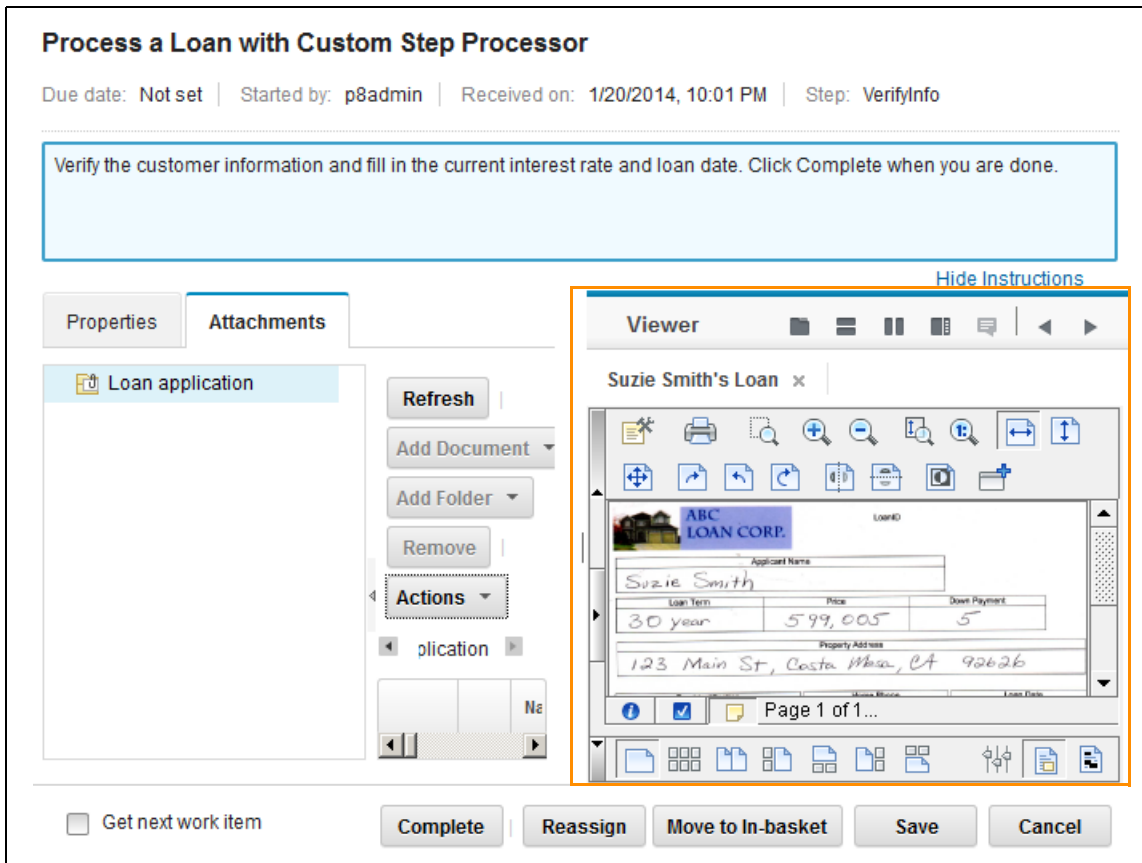 Process a Loan with Custom Step Processor
Due date: Not set Started by: p8admin Received on: 1/20/2014, 10:01 PM Step: VerifyInfo
Verify the customer information and fill in the current interest rate and loan date. Click Complete when you are done.
Hide Instructions
Properties Attachments
Loan application
Refresh
Add Document
Add Folder
Remove
Actions
plication
Na
Viewer
Suzie Smith's Loan
ABC
LOAN CORP.
LoanID
Applicant Name
Suzie Smith
Loan Term Price Down Payment
30 year 599,005 5
Property Address
123 Main St, Costa Mesa, CA 92626
Home Phone Loan Date
Page 1 of 1...
Get next work item Complete Reassign Move to In-basket Save Cancel